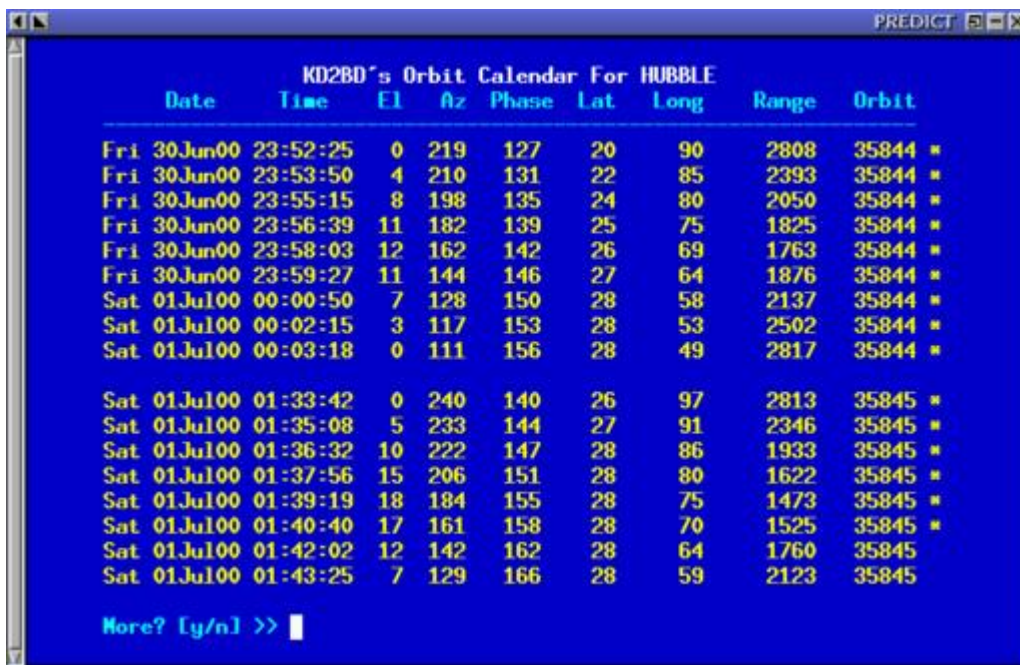 PREDICT
KD2BD's Orbit Calendar For HUBBLE
Date Time El Az Phase Lat Long Range Orbit
Fri 30Jun00 23:52:25 0 219 127 20 90 2808 35844 *
Fri 30Jun00 23:53:50 4 210 131 22 85 2393 35844 *
Fri 30Jun00 23:55:15 8 198 135 24 80 2050 35844 *
Fri 30Jun00 23:56:39 11 182 139 25 75 1825 35844 *
Fri 30Jun00 23:58:03 12 162 142 26 69 1763 35844 *
Fri 30Jun00 23:59:27 11 144 146 27 64 1876 35844 *
Sat 01Jul00 00:00:50 7 128 150 28 58 2137 35844 *
Sat 01Jul00 00:02:15 3 117 153 28 53 2502 35844 *
Sat 01Jul00 00:03:18 0 111 156 28 49 2817 35844 *
Sat 01Jul00 01:33:42 0 240 140 26 97 2813 35845 *
Sat 01Jul00 01:35:08 5 233 144 27 91 2346 35845 *
Sat 01Jul00 01:36:32 10 222 147 28 86 1933 35845 *
Sat 01Jul00 01:37:56 15 206 151 28 80 1622 35845 *
Sat 01Jul00 01:39:19 18 184 155 28 75 1473 35845 *
Sat 01Jul00 01:40:40 17 161 158 28 70 1525 35845 *
Sat 01Jul00 01:42:02 12 142 162 28 64 1760 35845
Sat 01Jul00 01:43:25 7 129 166 28 59 2123 35845
More? [y/n] >>